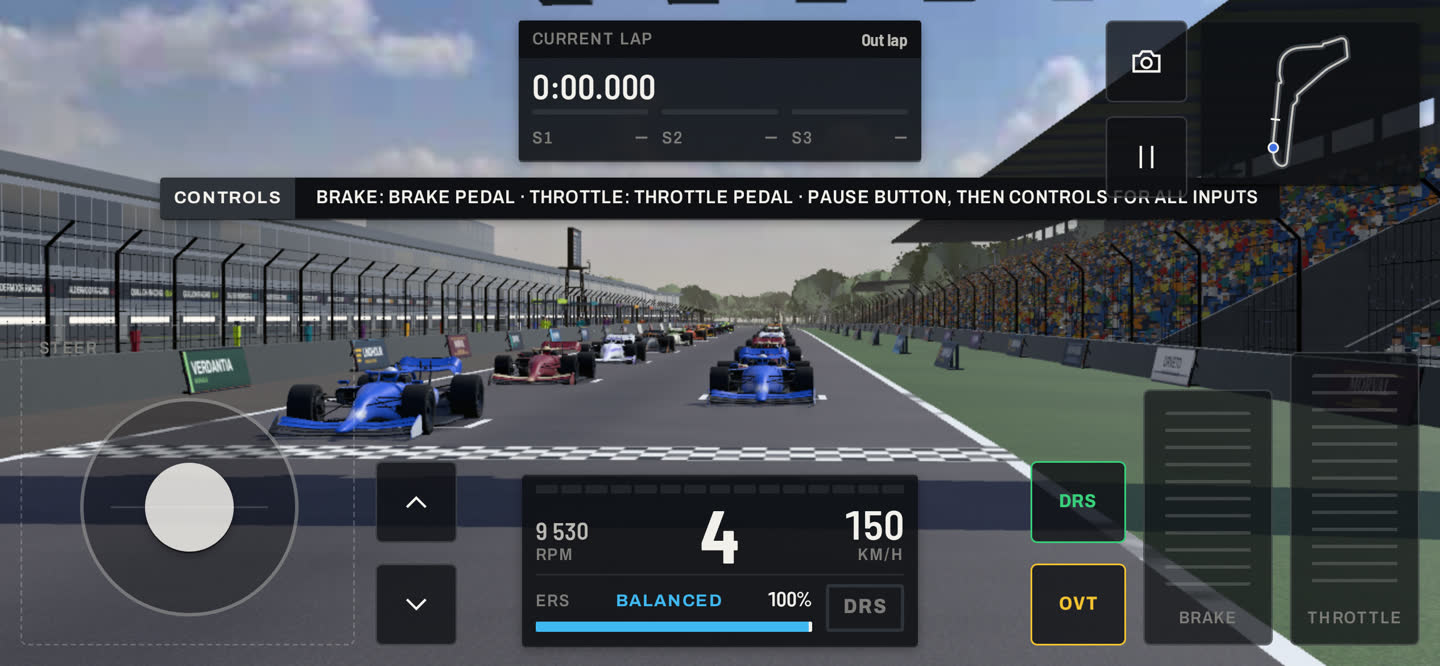 CURRENT LAP Out lap
0:00.000
S1 – S2 – S3 –
CONTROLS BRAKE: BRAKE PEDAL · THROTTLE: THROTTLE PEDAL · PAUSE BUTTON, THEN CONTROLS FOR ALL INPUTS
STEER
VERDANTIA
9 530 4 150
RPM KM/H
ERS BALANCED 100% DRS
DRS
OVT
BRAKE
THROTTLE